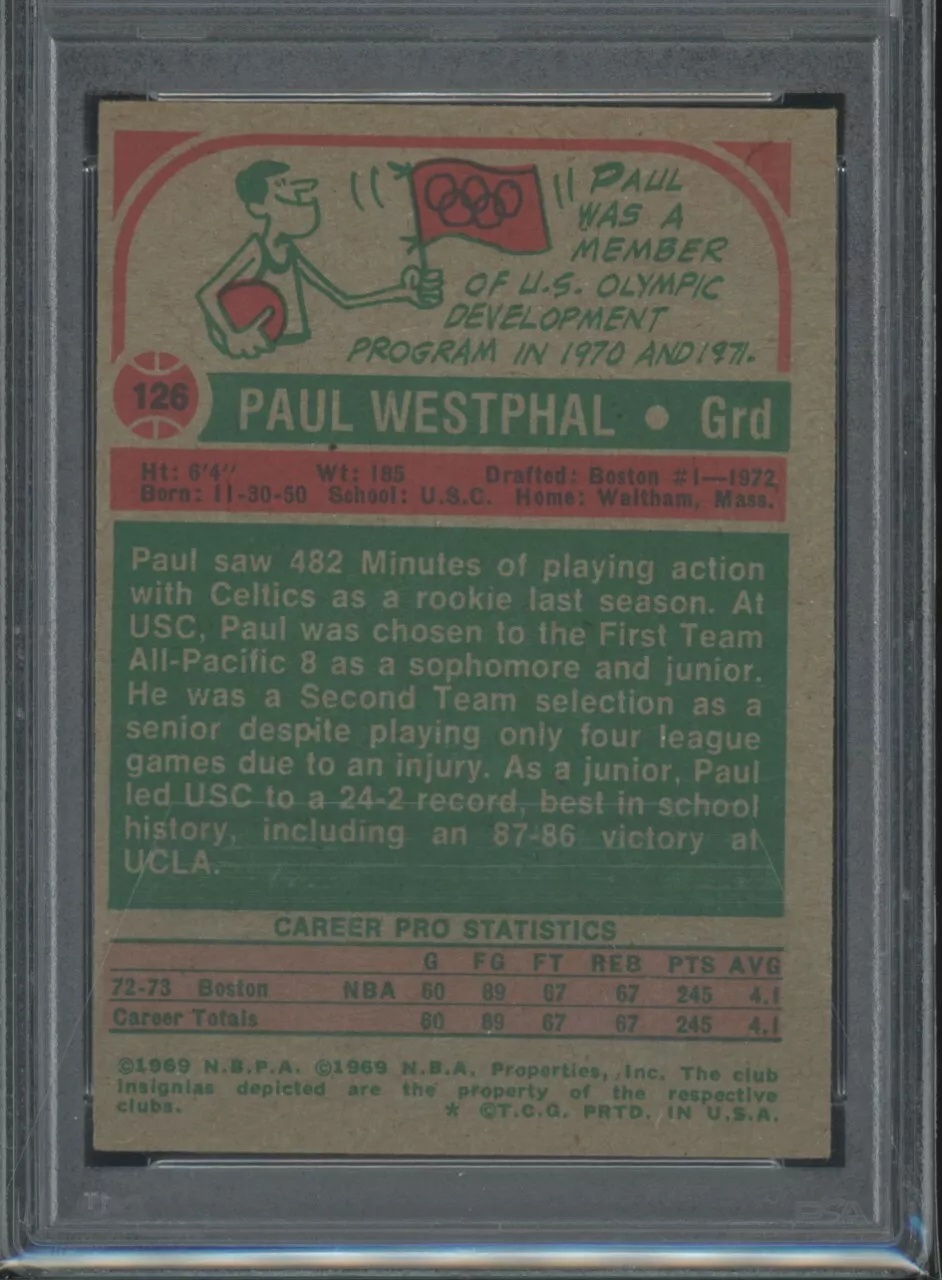 PAUL
WAS A
MEMBER
OF U.S. OLYMPIC
DEVELOPMENT
PROGRAM IN 1970 AND 1971.
126 PAUL WESTPHAL • Grd
Ht: 6'4" Wt: 185 Drafted: Boston #1—1972
Born: 11-30-50 School: U.S.C. Home: Waltham, Mass.
Paul saw 482 Minutes of playing action
with Celtics as a rookie last season. At
USC, Paul was chosen to the First Team
All-Pacific 8 as a sophomore and junior.
He was a Second Team selection as a
senior despite playing only four league
games due to an injury. As a junior, Paul
led USC to a 24-2 record, best in school
history, including an 87-86 victory at
UCLA.
CAREER PRO STATISTICS
G FG FT REB PTS AVG
72-73 Boston NBA 60 89 67 67 245 4.1
Career Totals 60 89 67 67 245 4.1
©1969 N.B.P.A. ©1969 N.B.A. Properties, Inc. The club
insignias depicted are the property of the respective
clubs. * ©T.C.G. PRTD. IN U.S.A.
PSA